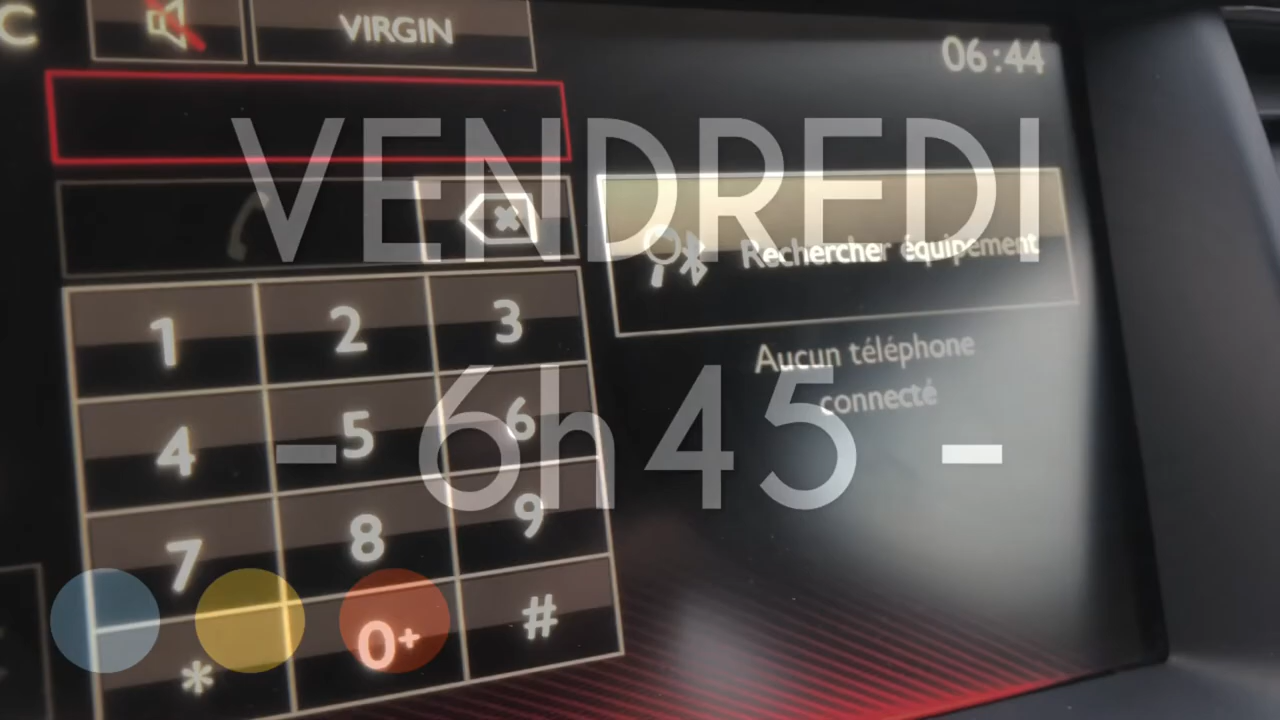 C
VIRGIN
06:44
VENDREDI
Rechercher équipement
1 2 3
Aucun téléphone
connecté
4 5 6
- 6h45 -
7 8 9
* 0+ #